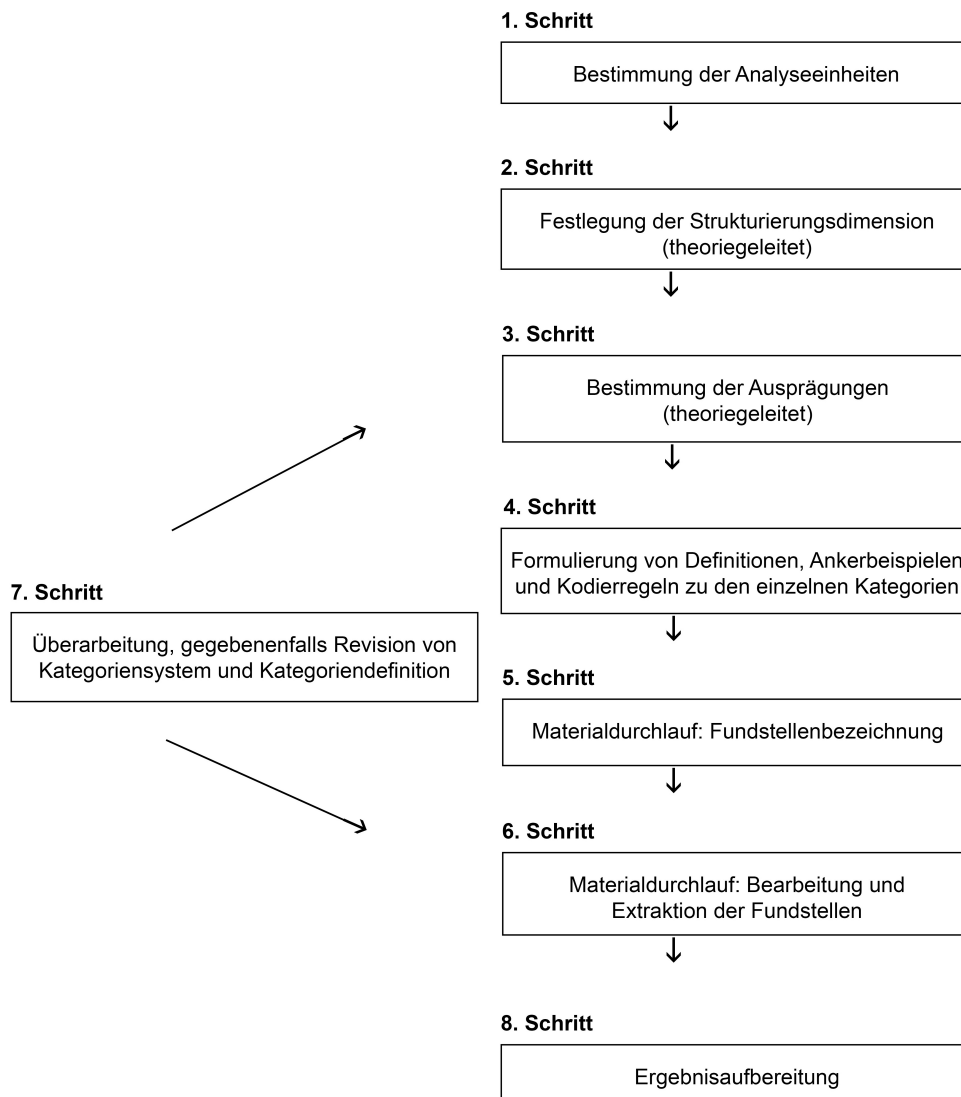 1. Schritt
Bestimmung der Analyseeinheiten
2. Schritt
Festlegung der Strukturierungsdimension
(theoriegeleitet)
3. Schritt
Bestimmung der Ausprägungen
(theoriegeleitet)
4. Schritt
Formulierung von Definitionen, Ankerbeispielen
und Kodierregeln zu den einzelnen Kategorien
7. Schritt
Überarbeitung, gegebenenfalls Revision von
Kategoriensystem und Kategoriendefinition
5. Schritt
Materialdurchlauf: Fundstellenbezeichnung
6. Schritt
Materialdurchlauf: Bearbeitung und
Extraktion der Fundstellen
8. Schritt
Ergebnisaufbereitung